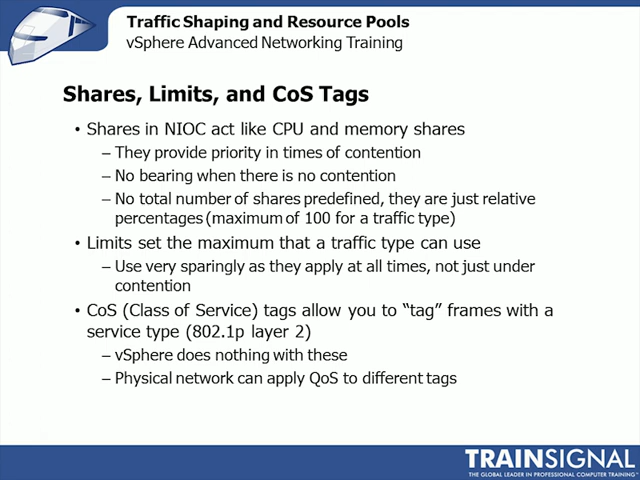 Traffic Shaping and Resource Pools
vSphere Advanced Networking Training
Shares, Limits, and CoS Tags
• Shares in NIOC act like CPU and memory shares
– They provide priority in times of contention
– No bearing when there is no contention
– No total number of shares predefined, they are just relative
percentages (maximum of 100 for a traffic type)
• Limits set the maximum that a traffic type can use
– Use very sparingly as they apply at all times, not just under
contention
• CoS (Class of Service) tags allow you to “tag” frames with a
service type (802.1p layer 2)
– vSphere does nothing with these
– Physical network can apply QoS to different tags
TRAINSIGNAL
THE GLOBAL LEADER IN PROFESSIONAL COMPUTER TRAINING™